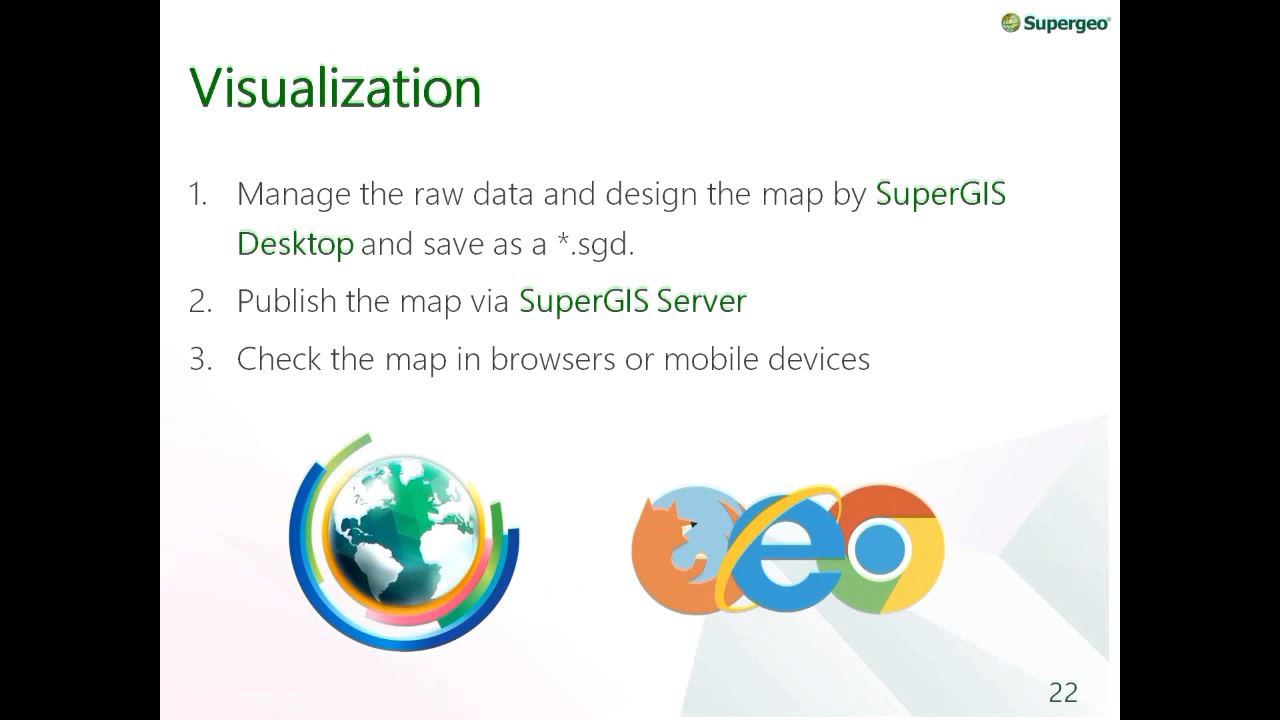 Supergeo®
Visualization
1. Manage the raw data and design the map by SuperGIS
Desktop and save as a *.sgd.
2. Publish the map via SuperGIS Server
3. Check the map in browsers or mobile devices
22